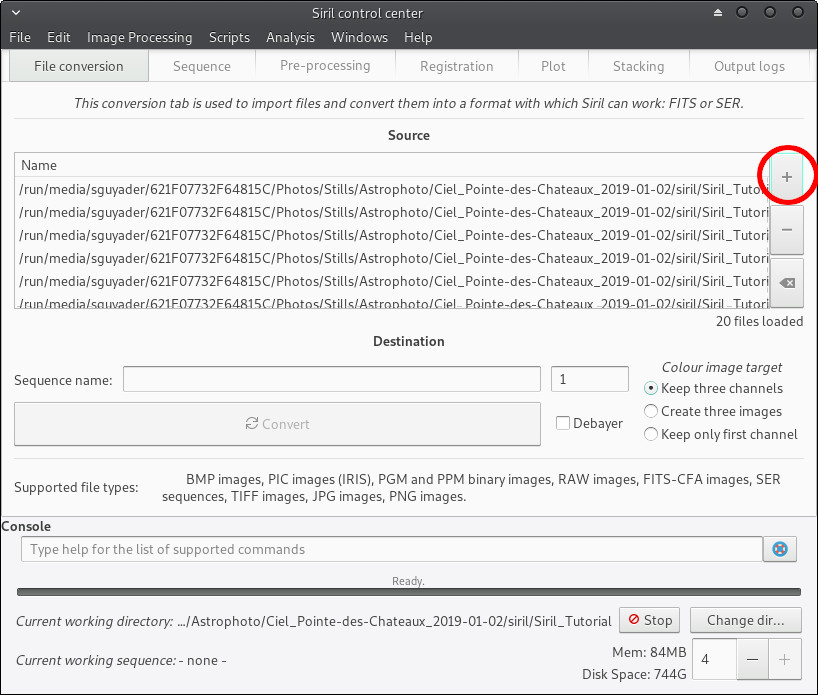 Siril control center
File Edit Image Processing Scripts Analysis Windows Help
File conversion Sequence Pre-processing Registration Plot Stacking Output logs
This conversion tab is used to import files and convert them into a format with which Siril can work: FITS or SER.
Source
Name
/run/media/sguyader/621F07732F64815C/Photos/Stills/Astrophoto/Ciel_Pointe-des-Chateaux_2019-01-02/siril/Siril_Tutori
/run/media/sguyader/621F07732F64815C/Photos/Stills/Astrophoto/Ciel_Pointe-des-Chateaux_2019-01-02/siril/Siril_Tutori
/run/media/sguyader/621F07732F64815C/Photos/Stills/Astrophoto/Ciel_Pointe-des-Chateaux_2019-01-02/siril/Siril_Tutori
/run/media/sguyader/621F07732F64815C/Photos/Stills/Astrophoto/Ciel_Pointe-des-Chateaux_2019-01-02/siril/Siril_Tutori
/run/media/sguyader/621F07732F64815C/Photos/Stills/Astrophoto/Ciel_Pointe-des-Chateaux_2019-01-02/siril/Siril_Tutori
/run/media/sguyader/621F07732F64815C/Photos/Stills/Astrophoto/Ciel_Pointe-des-Chateaux_2019-01-02/siril/Siril_Tutori
20 files loaded
Destination
Sequence name: 1
Colour image target
Keep three channels
Create three images
Keep only first channel
Convert
Debayer
Supported file types: BMP images, PIC images (IRIS), PGM and PPM binary images, RAW images, FITS-CFA images, SER
sequences, TIFF images, JPG images, PNG images.
Console
Type help for the list of supported commands
Ready.
Current working directory: .../Astrophoto/Ciel_Pointe-des-Chateaux_2019-01-02/siril/Siril_Tutorial Stop Change dir...
Current working sequence: - none -
Mem: 84MB
Disk Space: 744G
4